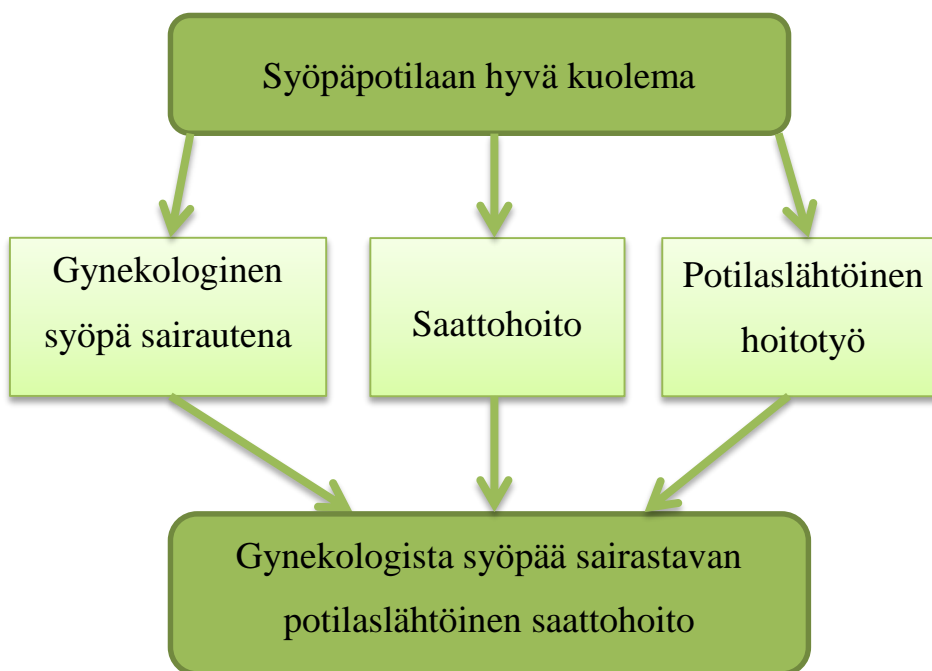 Syöpäpotilaan hyvä kuolema
Gynekologinen
syöpä sairautena
Saattohoito
Potilaslähtöinen
hoitotyö
Gynekologista syöpää sairastavan
potilaslähtöinen saattohoito